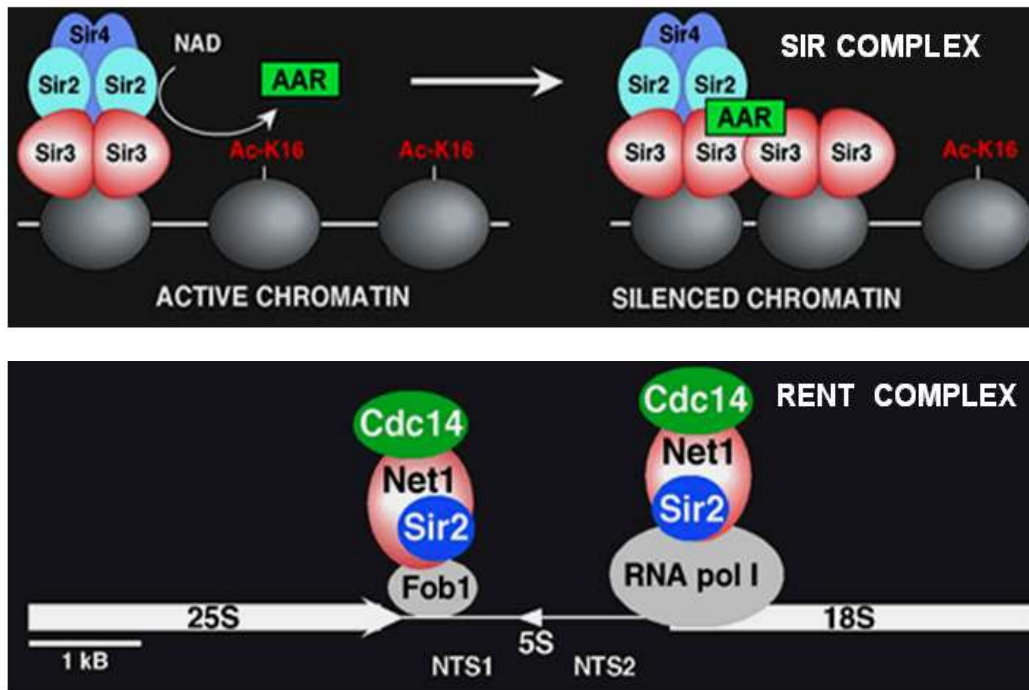 Sir4
NAD
AAR
Sir2 Sir2
Sir3 Sir3
Ac-K16
Ac-K16
ACTIVE CHROMATIN
SIR COMPLEX
Sir4
Sir2 Sir2
AAR
Sir3 Sir3 Sir3 Sir3
Ac-K16
SILENCED CHROMATIN
RENT COMPLEX
Cdc14
Net1
Sir2
Fob1
Cdc14
Net1
Sir2
RNA pol I
25S
5S
18S
1 kB
NTS1
NTS2